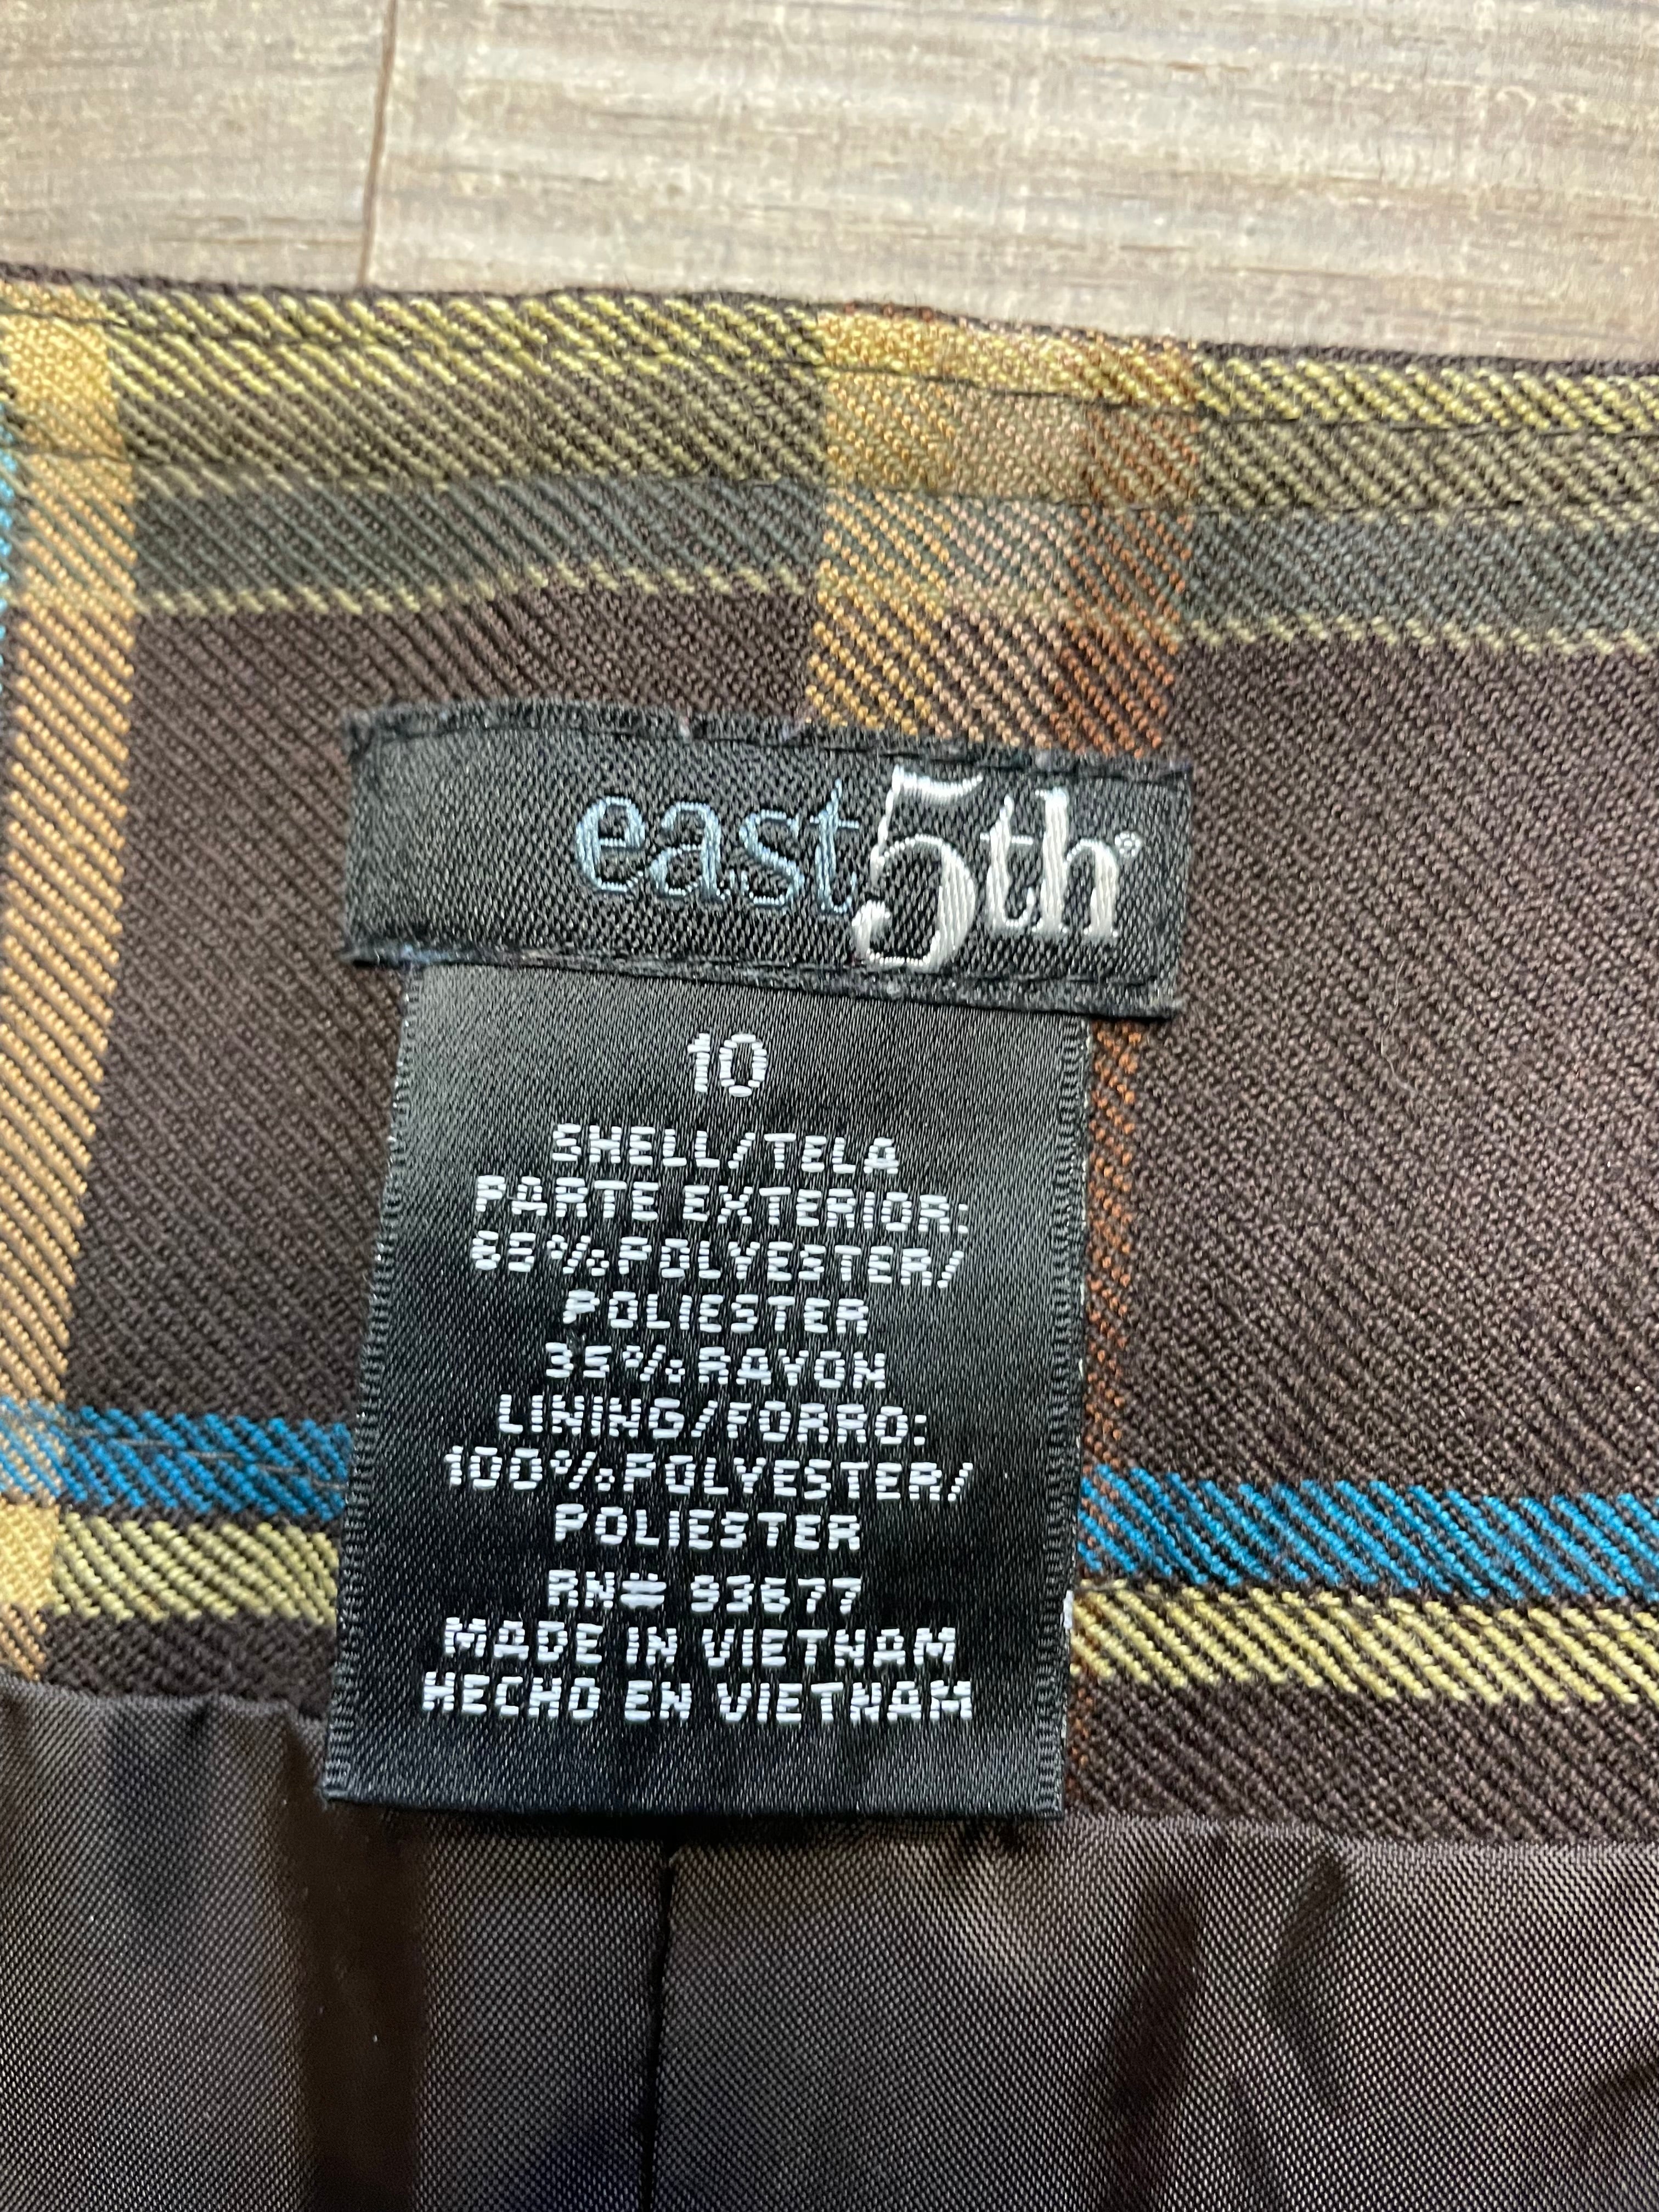 east5th®
10
SHELL/TELA
PARTE EXTERIOR:
65%POLYESTER/
POLIESTER
35%RAYON
LINING/FORRO:
100%POLYESTER/
POLIESTER
RN# 93677
MADE IN VIETNAM
HECHO EN VIETNAM